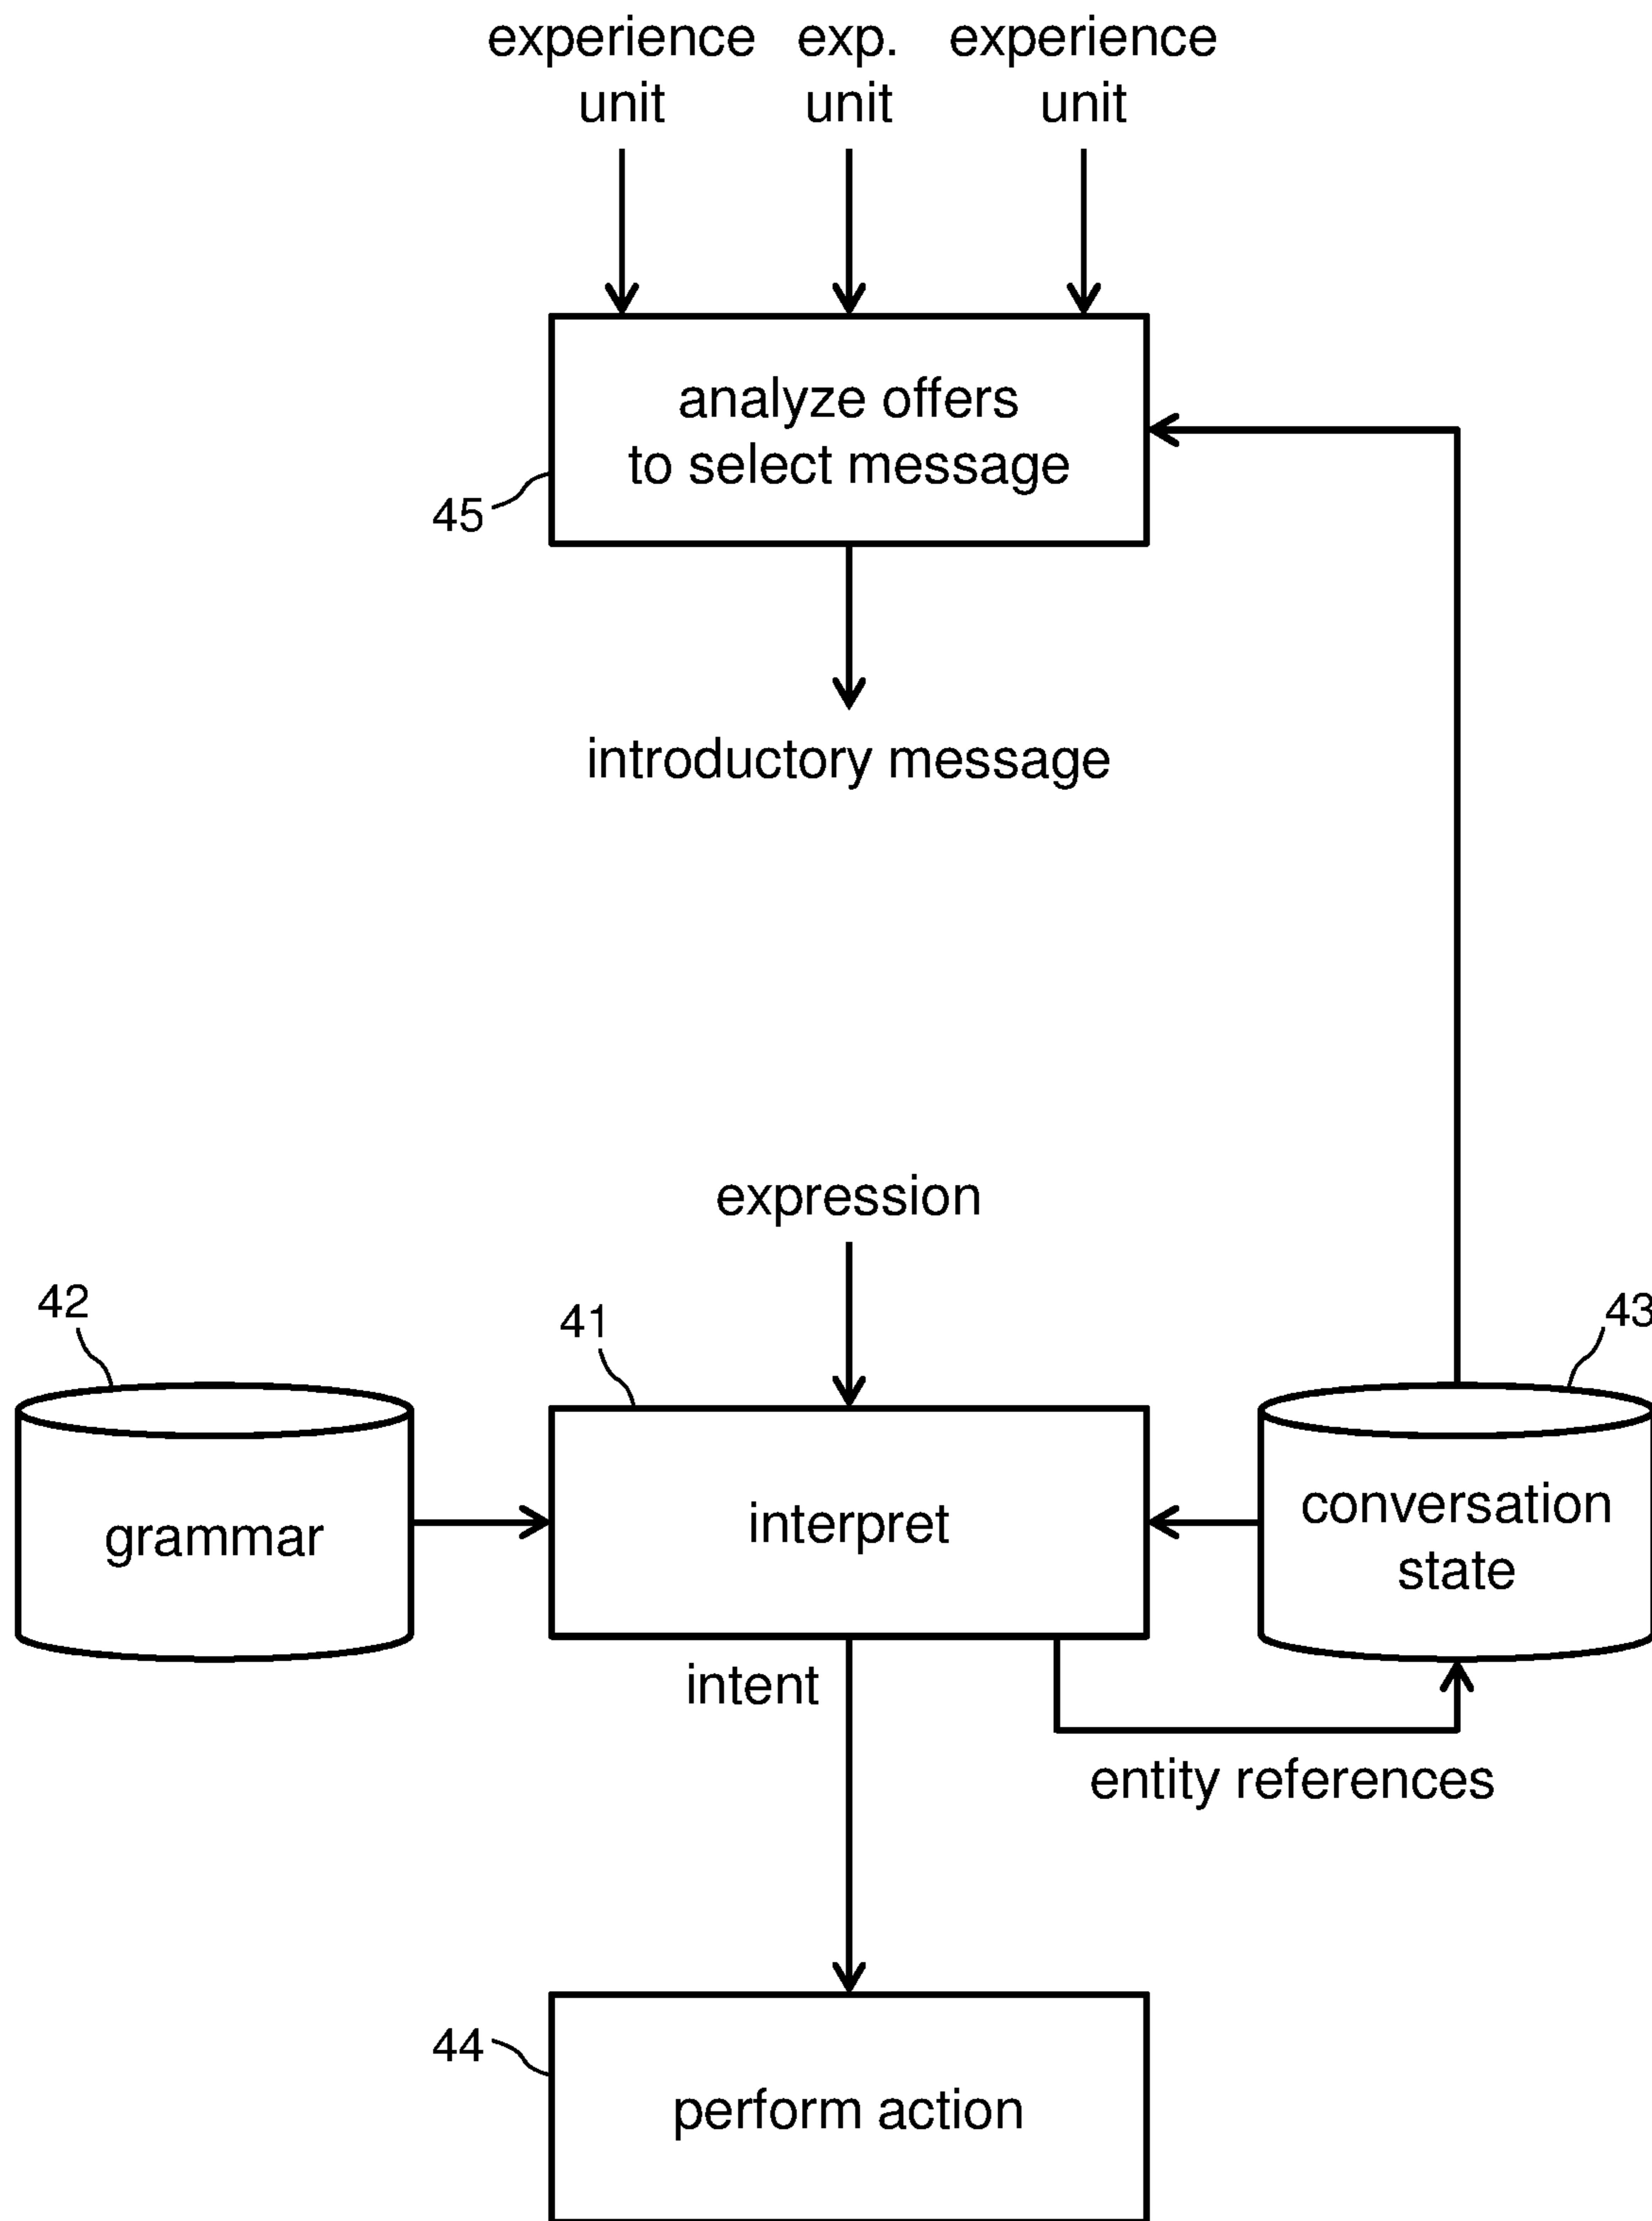 experience exp. experience
unit unit unit
analyze offers
to select message
45
introductory message
expression
42
41
43
grammar
interpret
conversation
state
intent
entity references
44
perform action